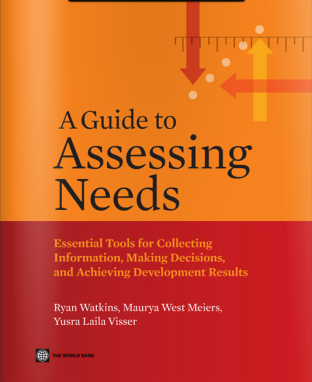 A Guide to
Assessing
Needs
Essential Tools for Collecting
Information, Making Decisions,
and Achieving Development Results
Ryan Watkins, Maurya West Meiers,
Yusra Laila Visser
THE WORLD BANK